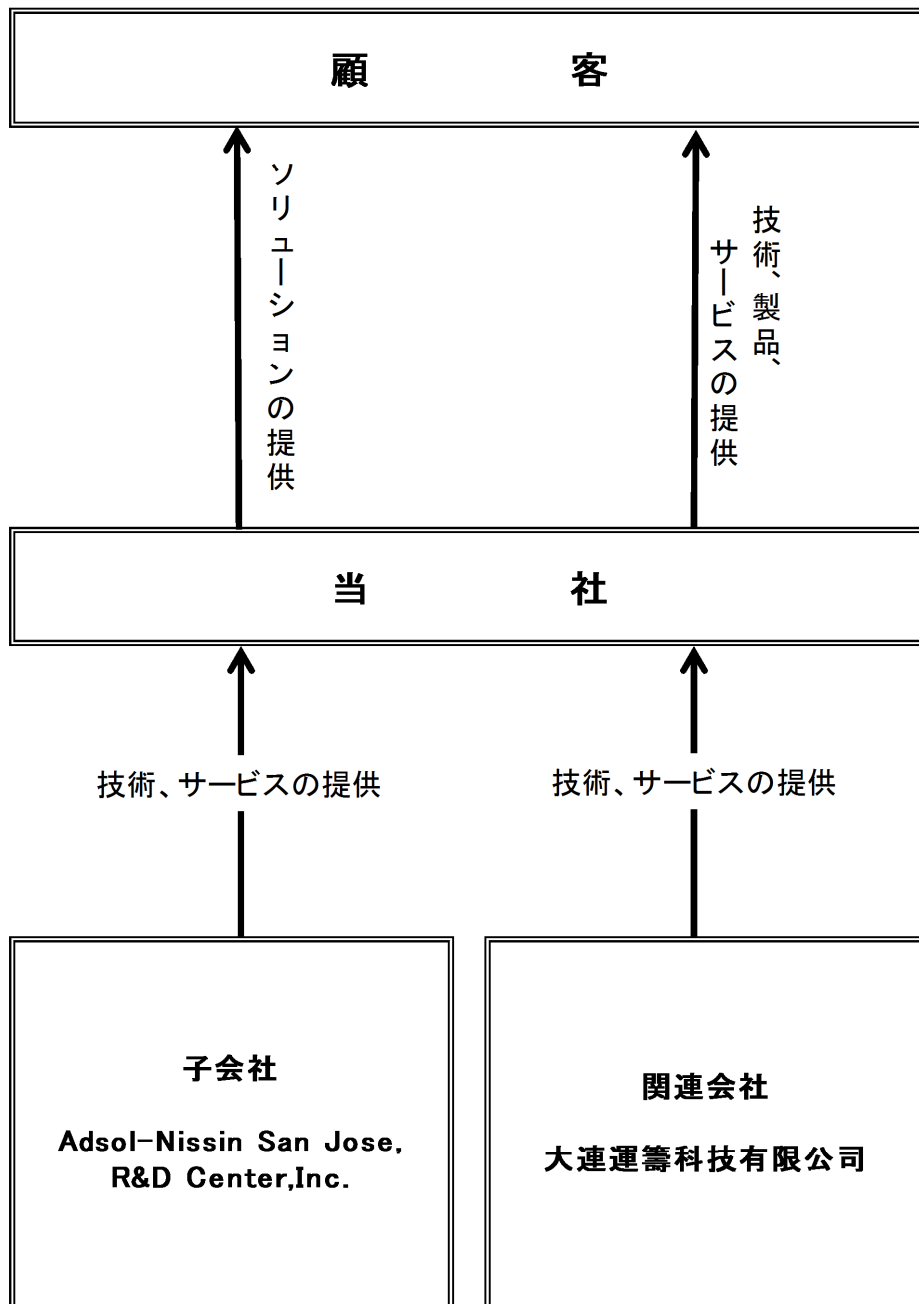 顧　客
ソリューションの提供
技術、製品、
サービスの提供
当　社
技術、サービスの提供
技術、サービスの提供
子会社
Adsol-Nissin San Jose,
R&D Center,Inc.
関連会社
大連運籌科技有限公司